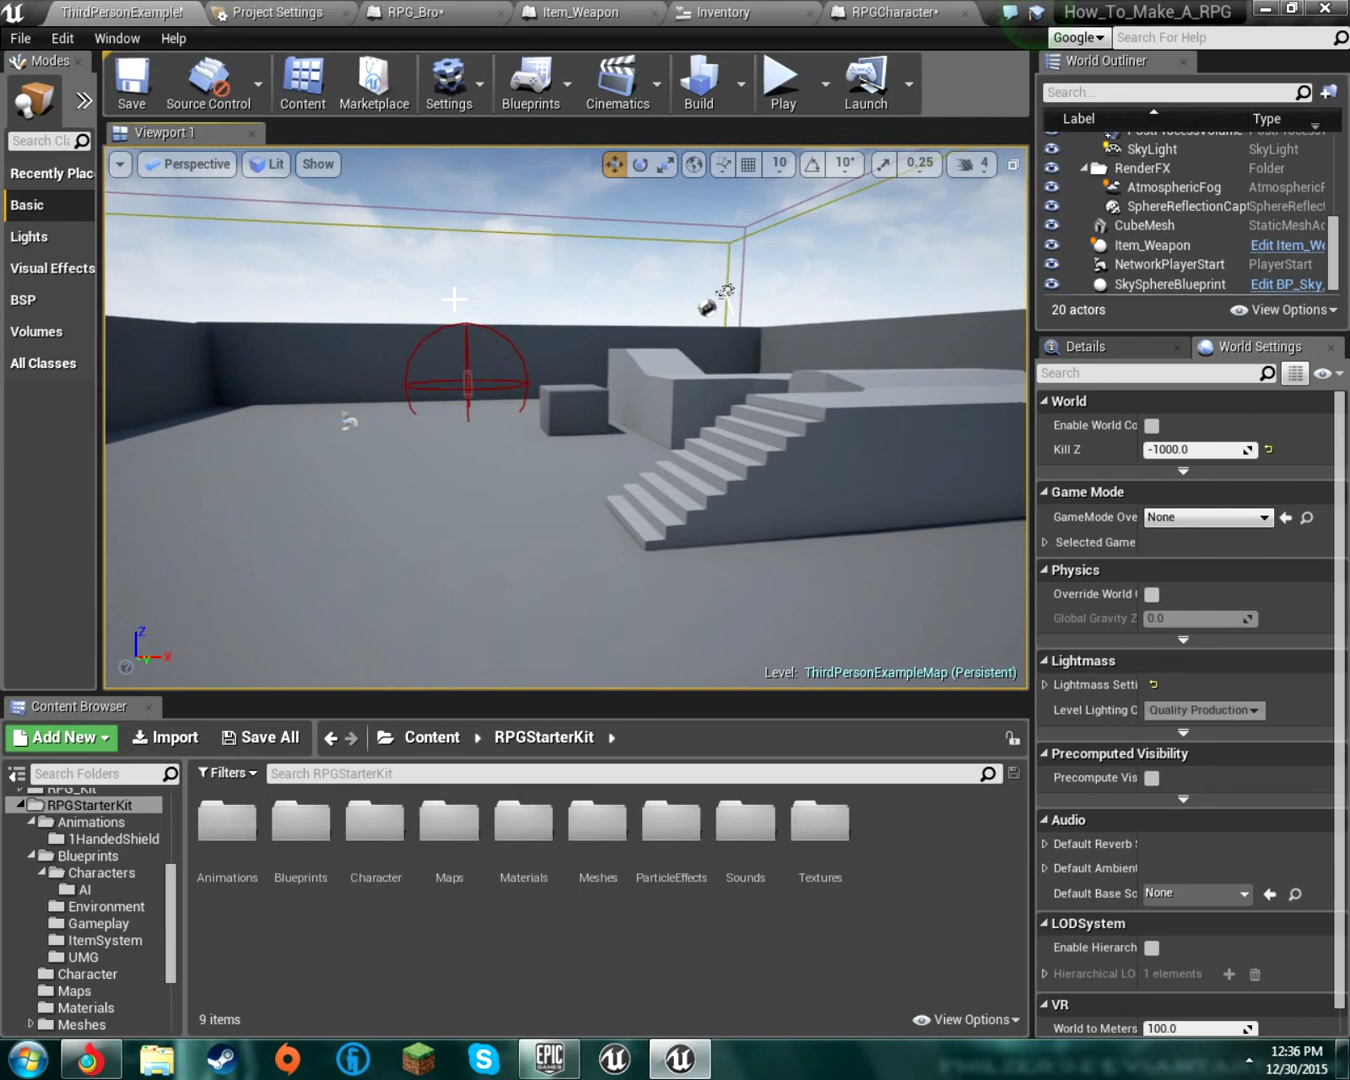 ThirdPersonExample*
Project Settings
RPG_Bro*
Item_Weapon
Inventory
RPGCharacter*
How_To_Make_A_RPG
File Edit Window Help
Google
Search For Help
Modes
Save
Source Control
Content
Marketplace
Settings
Blueprints
Cinematics
Build
Play
Launch
World Outliner
Search...
Label Type
SkyLight SkyLight
RenderFX Folder
AtmosphericFog AtmosphericF
SphereReflectionCapt SphereReflect
CubeMesh StaticMeshAc
Item_Weapon Edit Item_We
NetworkPlayerStart PlayerStart
SkySphereBlueprint Edit BP_Sky_
20 actors
View Options
Search Cla
Recently Plac
Basic
Lights
Visual Effects
BSP
Volumes
All Classes
Viewport 1
Perspective Lit Show
10 10° 0.25 4
Z
Y
X
Level: ThirdPersonExampleMap (Persistent)
Details
World Settings
Search
World
Enable World Co
Kill Z -1000.0
Game Mode
GameMode Ove None
Selected Game
Physics
Override World
Global Gravity Z 0.0
Lightmass
Lightmass Setti
Level Lighting Q Quality Production
Precomputed Visibility
Precompute Vis
Audio
Default Reverb S
Default Ambient
Default Base So None
LODSystem
Enable Hierarch
Hierarchical LO 1 elements
VR
World to Meters 100.0
Content Browser
Add New Import Save All Content RPGStarterKit
Search Folders
Filters
Search RPGStarterKit
RPG_Kit
RPGStarterKit
Animations
1HandedShield
Blueprints
Characters
AI
Environment
Gameplay
ItemSystem
UMG
Character
Maps
Materials
Meshes
Animations Blueprints Character Maps Materials Meshes ParticleEffects Sounds Textures
9 items
View Options
EPIC GAMES
12:36 PM
12/30/2015